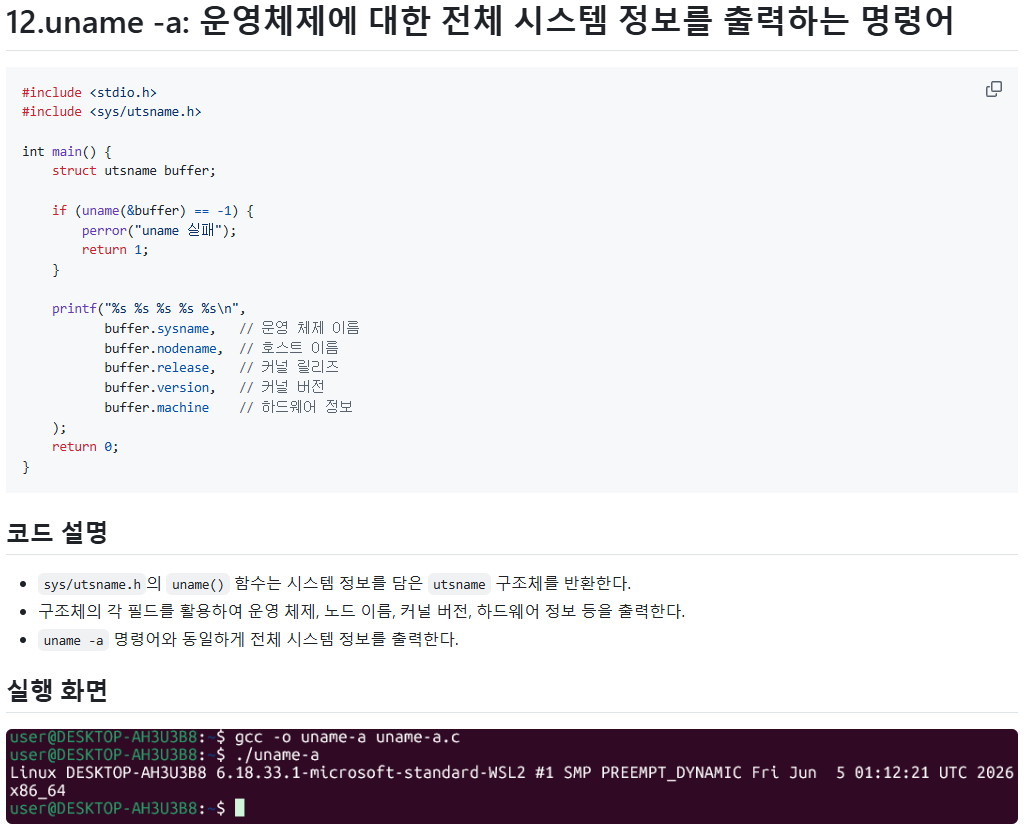 12.uname -a: 운영체제에 대한 전체 시스템 정보를 출력하는 명령어
#include <stdio.h>
#include <sys/utsname.h>
int main() {
    struct utsname buffer;
    if (uname(&buffer) == -1) {
        perror("uname 실패");
        return 1;
    }
    printf("%s %s %s %s %s\n",
           buffer.sysname,   // 운영 체제 이름
           buffer.nodename,  // 호스트 이름
           buffer.release,   // 커널 릴리즈
           buffer.version,   // 커널 버전
           buffer.machine    // 하드웨어 정보
    );
    return 0;
}
코드 설명
• sys/utsname.h 의 uname() 함수는 시스템 정보를 담은 utsname 구조체를 반환한다.
• 구조체의 각 필드를 활용하여 운영 체제, 노드 이름, 커널 버전, 하드웨어 정보 등을 출력한다.
• uname -a 명령어와 동일하게 전체 시스템 정보를 출력한다.
실행 화면
user@DESKTOP-AH3U3B8:~$ gcc -o uname-a uname-a.c
user@DESKTOP-AH3U3B8:~$ ./uname-a
Linux DESKTOP-AH3U3B8 6.18.33.1-microsoft-standard-WSL2 #1 SMP PREEMPT_DYNAMIC Fri Jun  5 01:12:21 UTC 2026
x86_64
user@DESKTOP-AH3U3B8:~$